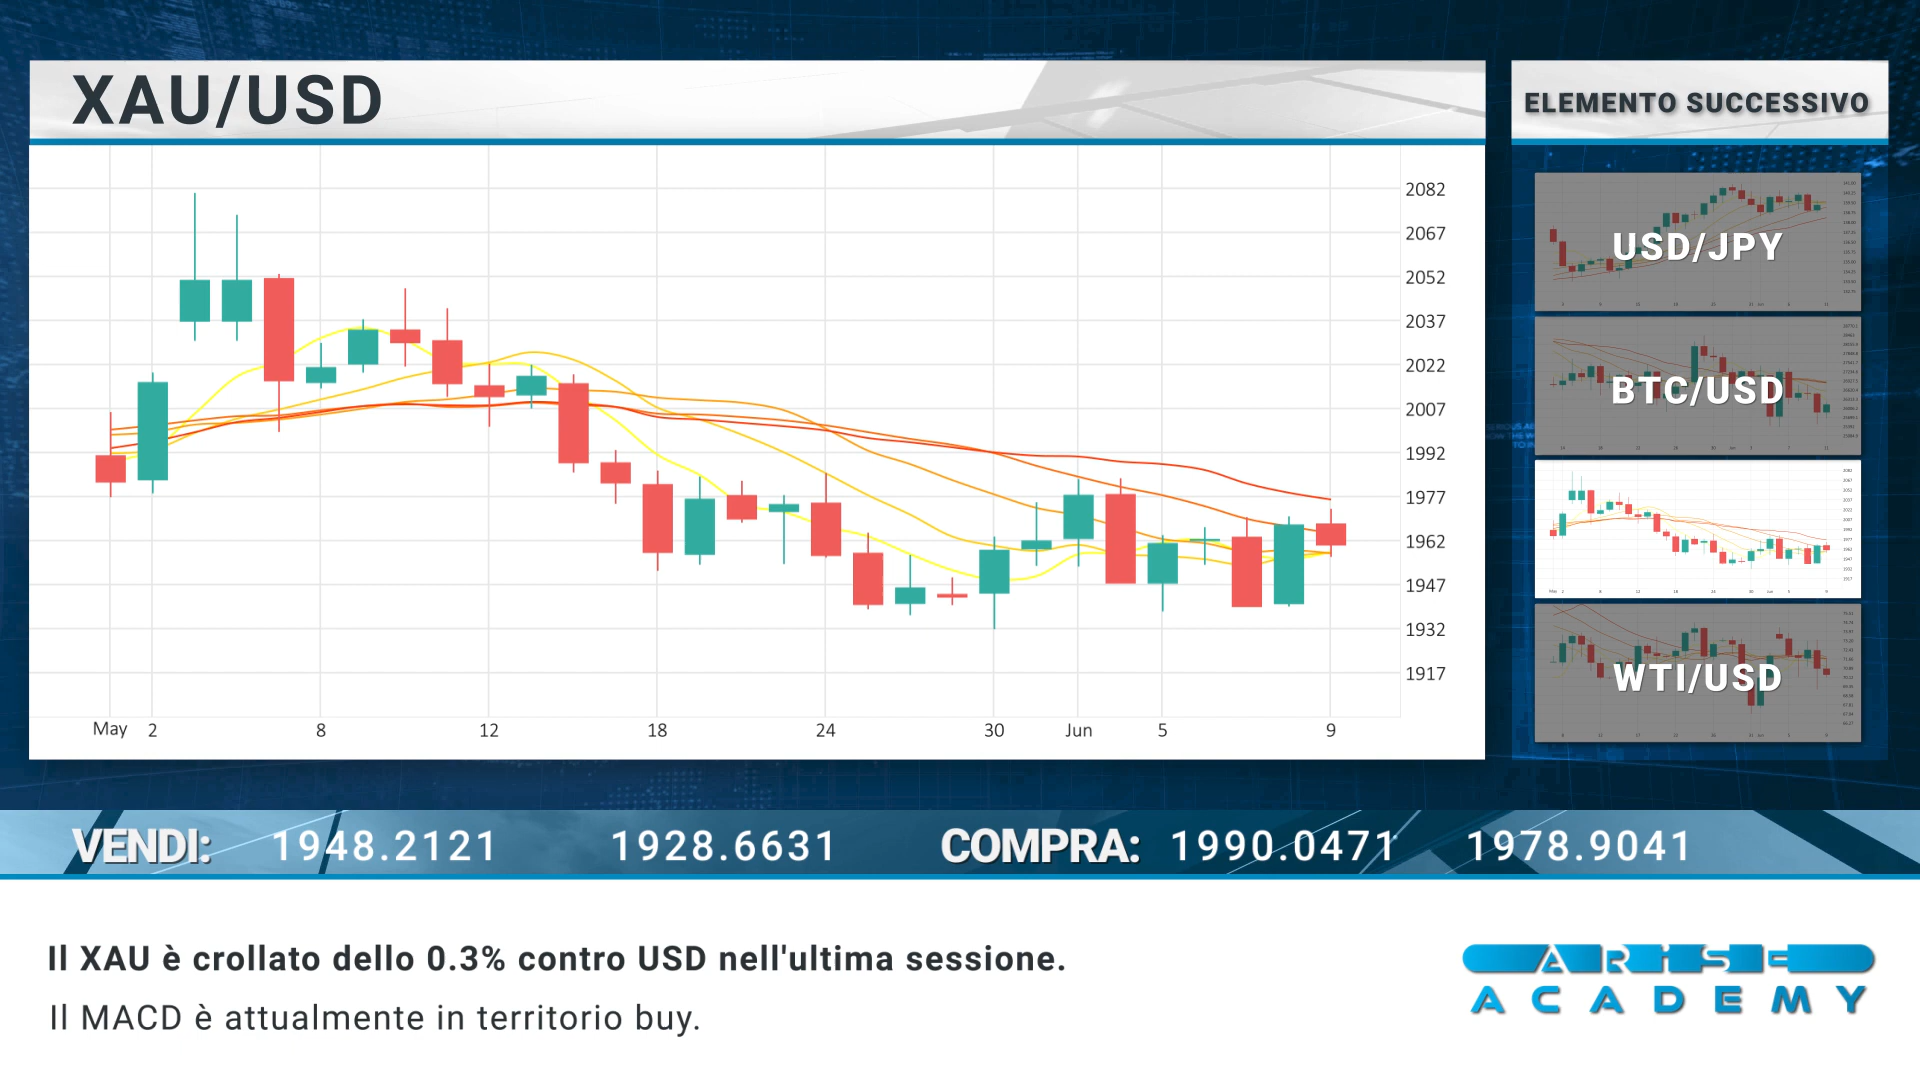 XAU/USD
ELEMENTO SUCCESSIVO
2082
2067
2052
2037
2022
2007
1992
1977
1962
1947
1932
1917
May 2 8 12 18 24 30 Jun 5 9
USD/JPY
BTC/USD
WTI/USD
VENDI: 1948.2121 1928.6631 COMPRA: 1990.0471 1978.9041
Il XAU è crollato dello 0.3% contro USD nell'ultima sessione.
Il MACD è attualmente in territorio buy.
ARISE
ACADEMY